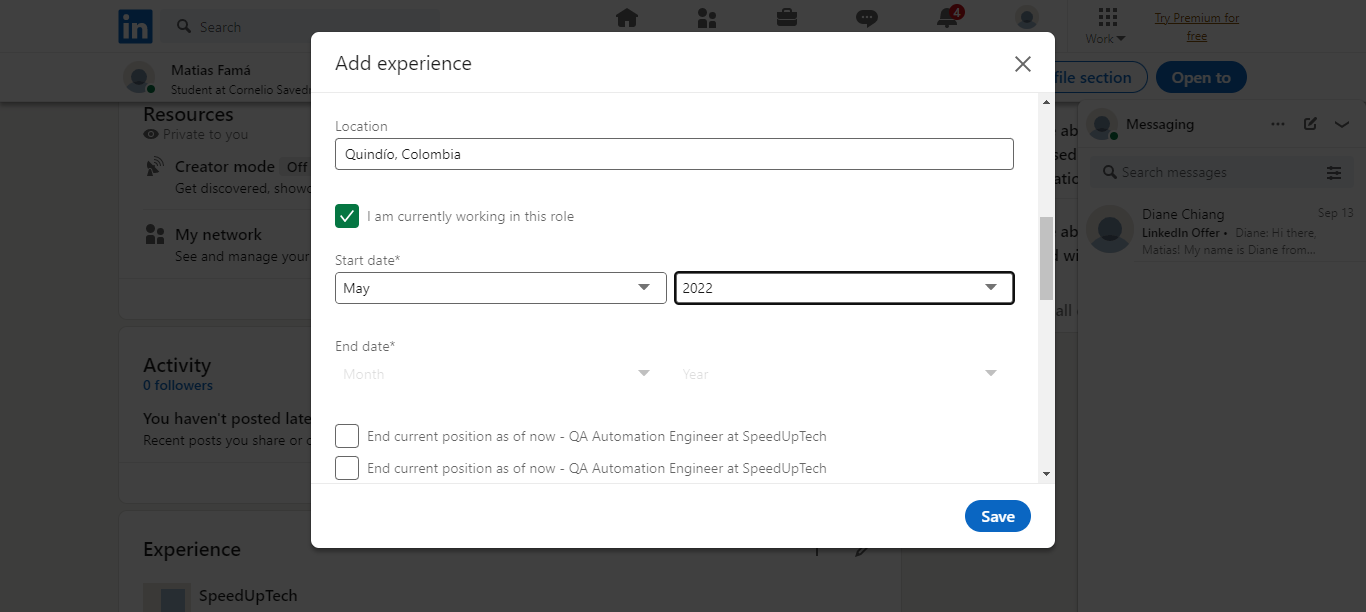 in
Search
4
Work
Try Premium for
free
Matias Famá
Student at Cornelio Saved
file section
Open to
Resources
Private to you
Creator mode Off
Get discovered,
My network
See and manage your
Activity
0 followers
You haven't posted
Recent posts you share or
Experience
SpeedUpTech
Add experience
Location
Quindío, Colombia
I am currently working in this role
Start date*
May
2022
End date*
Month
Year
End current position as of now - QA Automation Engineer at SpeedUpTech
End current position as of now - QA Automation Engineer at SpeedUpTech
Save
Messaging
Search messages
Diane Chiang
Sep 13
LinkedIn Offer • Diane: Hi there,
Matias! My name is Diane from...